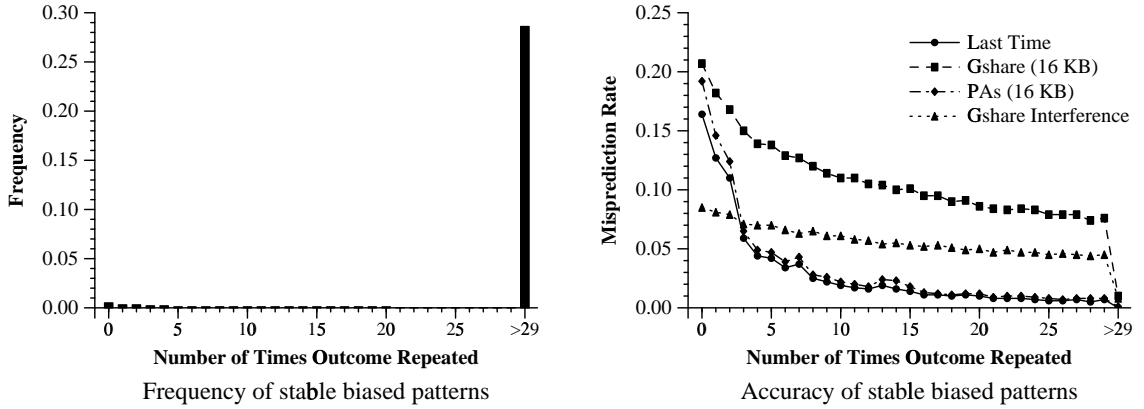 0.30
0.25
0.20
0.15
0.10
0.05
0.00
Frequency
0 5 10 15 20 25 >29
Number of Times Outcome Repeated
Frequency of stable biased patterns
0.25
0.20
0.15
0.10
0.05
0.00
Misprediction Rate
Last Time
Gshare (16 KB)
PAs (16 KB)
Gshare Interference
0 5 10 15 20 25 >29
Number of Times Outcome Repeated
Accuracy of stable biased patterns